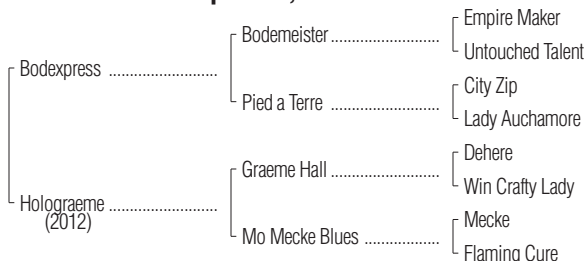 Empire Maker
Bodemeister ..............................
Untouched Talent
Bodexpress ..............................
City Zip
Pied a Terre ..............................
Lady Auchamore
Dehere
Graeme Hall ..............................
Win Crafty Lady
Holograeme ..............................
(2012)
Mecke
Mo Mecke Blues .....................
Flaming Cure